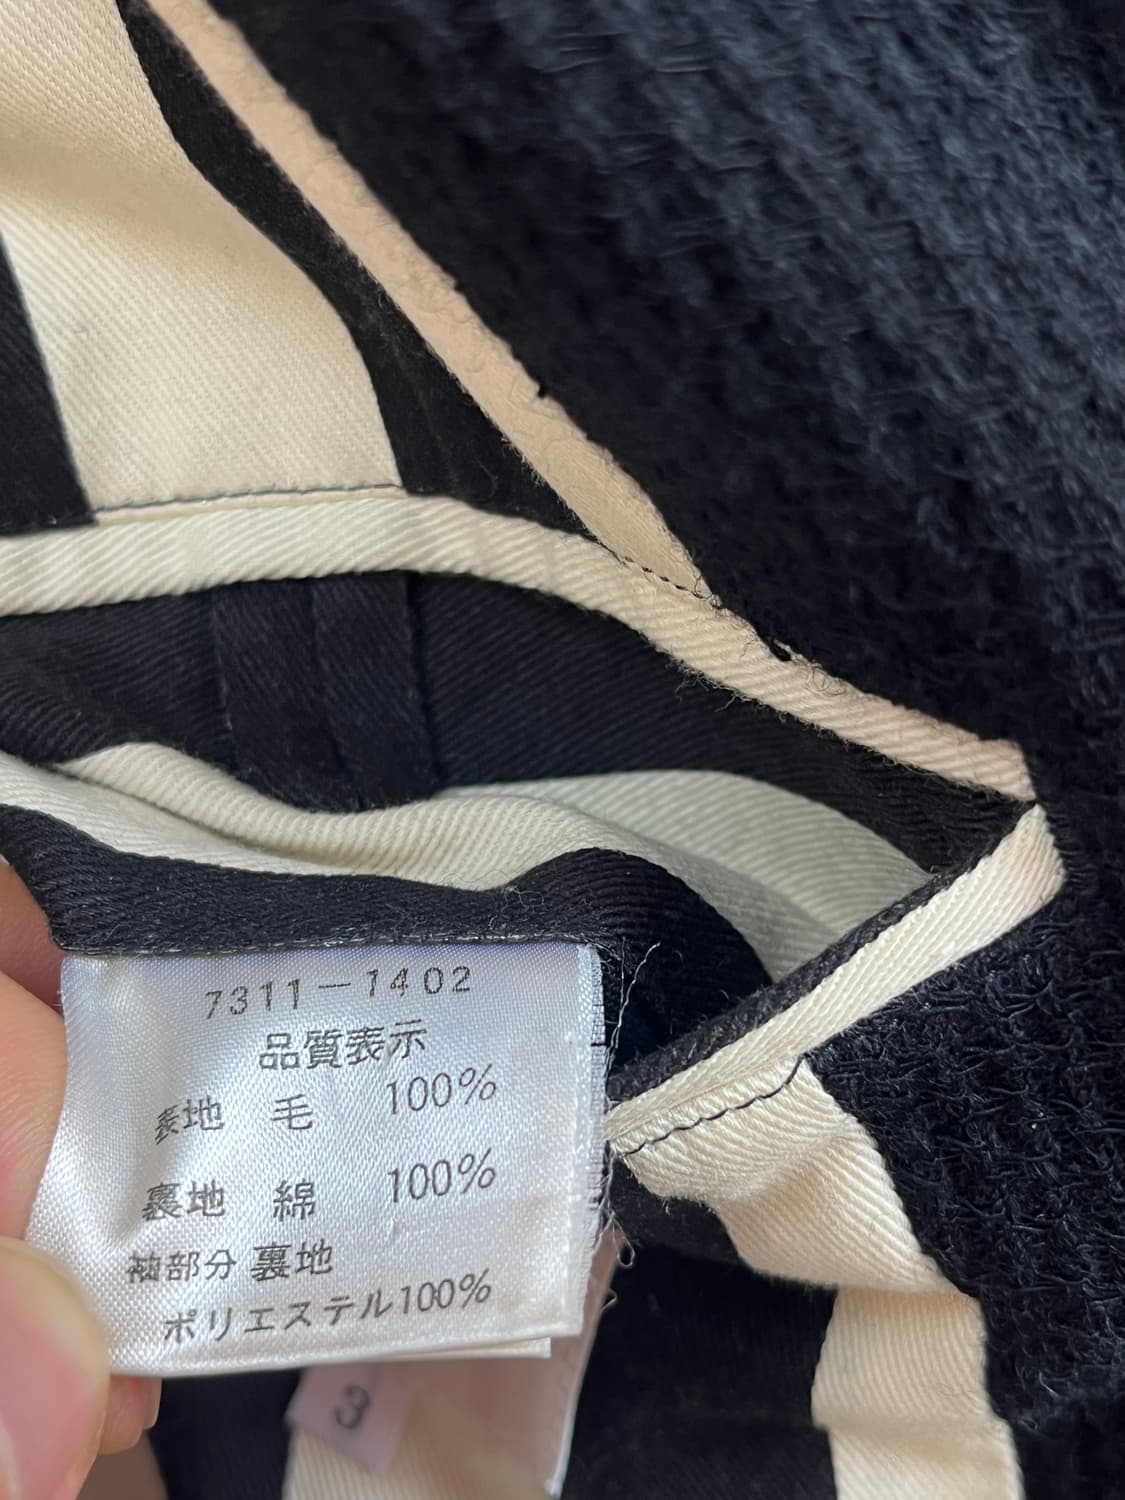 7311－1402
品質表示
表地 毛 100%
裏地 綿 100%
袖部分 裏地
ポリエステル100%
3